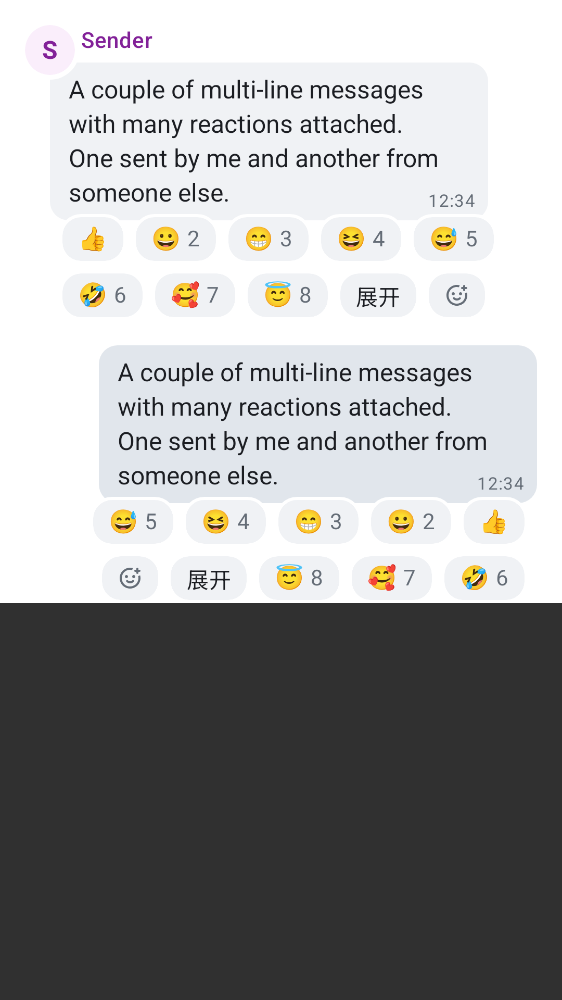 S
Sender
A couple of multi-line messages
with many reactions attached.
One sent by me and another from
someone else.
12:34
👍 😀 2 😁 3 😆 4 😅 5
🤣 6 🥰 7 😇 8 展开
A couple of multi-line messages
with many reactions attached.
One sent by me and another from
someone else.
12:34
😅 5 😆 4 😁 3 😀 2 👍
展开 😇 8 🥰 7 🤣 6